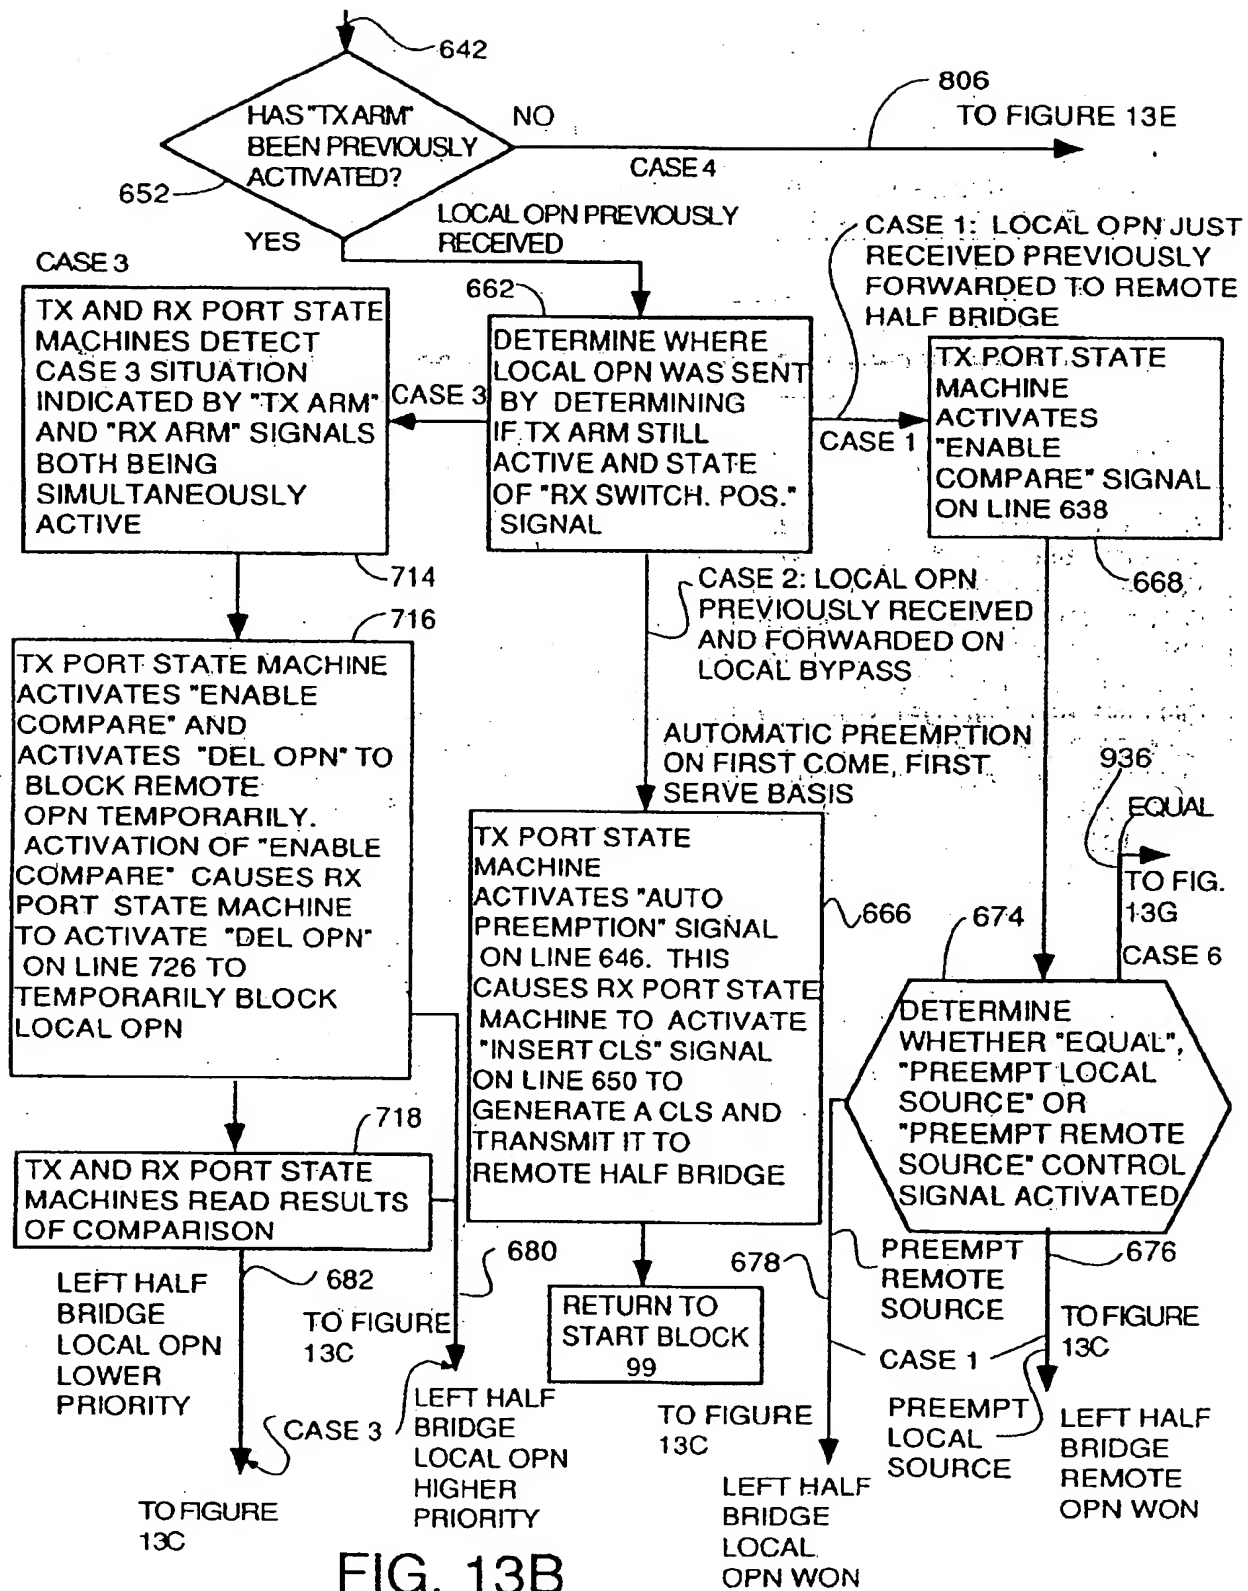 642
HAS "TX ARM"
BEEN PREVIOUSLY
ACTIVATED?
652
NO
CASE 4
806
TO FIGURE 13E
YES
LOCAL OPN PREVIOUSLY
RECEIVED
CASE 1: LOCAL OPN JUST
RECEIVED PREVIOUSLY
FORWARDED TO REMOTE
HALF BRIDGE
CASE 3
TX AND RX PORT STATE
MACHINES DETECT
CASE 3 SITUATION
INDICATED BY "TX ARM"
AND "RX ARM" SIGNALS
BOTH BEING
SIMULTANEOUSLY
ACTIVE
714
CASE 3
662
DETERMINE WHERE
LOCAL OPN WAS SENT
BY DETERMINING
IF TX ARM STILL
ACTIVE AND STATE
OF "RX SWITCH. POS."
SIGNAL
CASE 1
TX PORT STATE
MACHINE
ACTIVATES
"ENABLE
COMPARE" SIGNAL
ON LINE 638
668
CASE 2: LOCAL OPN
PREVIOUSLY RECEIVED
AND FORWARDED ON
LOCAL BYPASS
716
TX PORT STATE MACHINE
ACTIVATES "ENABLE
COMPARE" AND
ACTIVATES "DEL OPN" TO
BLOCK REMOTE
OPN TEMPORARILY.
ACTIVATION OF "ENABLE
COMPARE" CAUSES RX
PORT STATE MACHINE
TO ACTIVATE "DEL OPN"
ON LINE 726 TO
TEMPORARILY BLOCK
LOCAL OPN
AUTOMATIC PREEMPTION
ON FIRST COME, FIRST
SERVE BASIS
TX PORT STATE
MACHINE
ACTIVATES "AUTO
PREEMPTION" SIGNAL
ON LINE 646. THIS
CAUSES RX PORT STATE
MACHINE TO ACTIVATE
"INSERT CLS" SIGNAL
ON LINE 650 TO
GENERATE A CLS AND
TRANSMIT IT TO
REMOTE HALF BRIDGE
666
936
EQUAL
TO FIG.
13G
CASE 6
674
DETERMINE
WHETHER "EQUAL",
"PREEMPT LOCAL
SOURCE" OR
"PREEMPT REMOTE
SOURCE" CONTROL
SIGNAL ACTIVATED
718
TX AND RX PORT STATE
MACHINES READ RESULTS
OF COMPARISON
682
LEFT HALF
BRIDGE
LOCAL OPN
LOWER
PRIORITY
TO FIGURE
13C
680
TO FIGURE
13C
CASE 3
LEFT HALF
BRIDGE
LOCAL OPN
HIGHER
PRIORITY
RETURN TO
START BLOCK
99
678
PREEMPT
REMOTE
SOURCE
676
CASE 1
TO FIGURE
13C
TO FIGURE
13C
PREEMPT
LOCAL
SOURCE
LEFT HALF
BRIDGE
LOCAL
OPN WON
LEFT HALF
BRIDGE
REMOTE
OPN WON
FIG. 13B